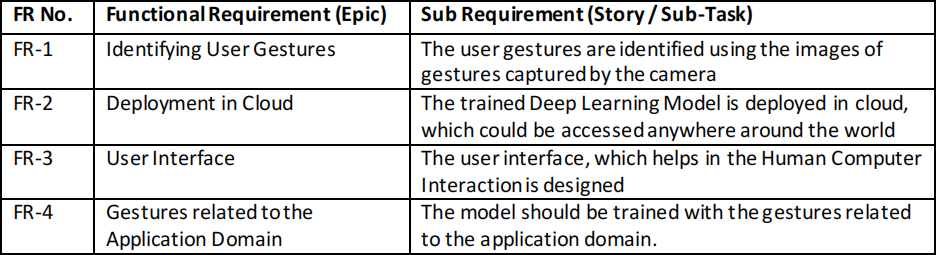 FR No. Functional Requirement (Epic) Sub Requirement (Story / Sub-Task)
FR-1 Identifying User Gestures The user gestures are identified using the images of
gestures captured by the camera
FR-2 Deployment in Cloud The trained Deep Learning Model is deployed in cloud,
which could be accessed anywhere around the world
FR-3 User Interface The user interface, which helps in the Human Computer
Interaction is designed
FR-4 Gestures related to the The model should be trained with the gestures related
Application Domain to the application domain.